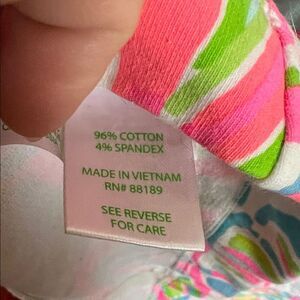 96% COTTON
4% SPANDEX
MADE IN VIETNAM
RN# 88189
SEE REVERSE
FOR CARE